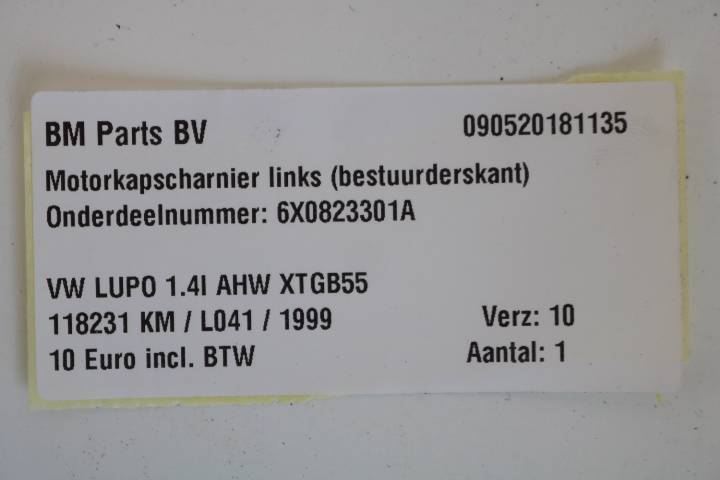 BM Parts BV 090520181135
Motorkapscharnier links (bestuurderskant)
Onderdeelnummer: 6X0823301A
VW LUPO 1.4I AHW XTGB55
118231 KM / L041 / 1999 Verz: 10
10 Euro incl. BTW Aantal: 1